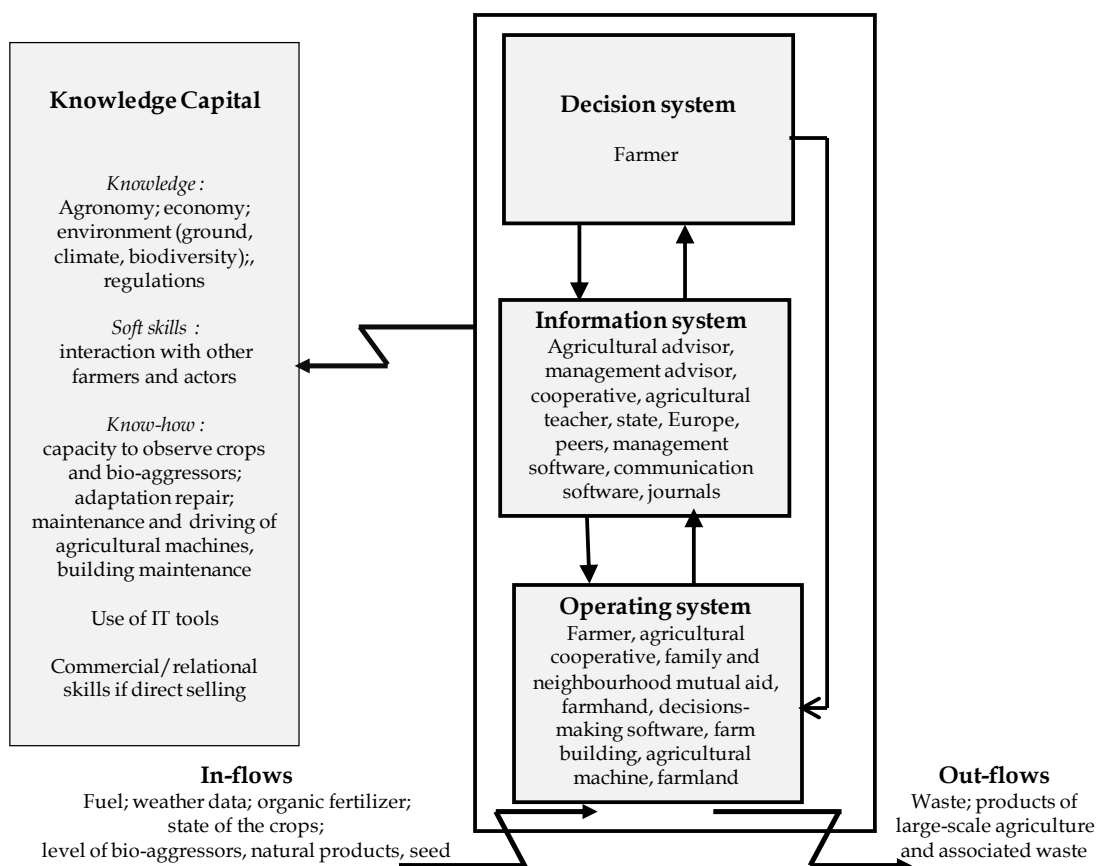 Knowledge Capital
Knowledge :
Agronomy; economy;
environment (ground,
climate, biodiversity);,
regulations
Soft skills :
interaction with other
farmers and actors
Know-how :
capacity to observe crops
and bio-aggressors;
adaptation repair;
maintenance and driving of
agricultural machines,
building maintenance
Use of IT tools
Commercial/relational
skills if direct selling
Decision system
Farmer
Information system
Agricultural advisor,
management advisor,
cooperative, agricultural
teacher, state, Europe,
peers, management
software, communication
software, journals
Operating system
Farmer, agricultural
cooperative, family and
neighbourhood mutual aid,
farmhand, decisions-
making software, farm
building, agricultural
machine, farmland
In-flows
Fuel; weather data; organic fertilizer;
state of the crops;
level of bio-aggressors, natural products, seed
Out-flows
Waste; products of
large-scale agriculture
and associated waste